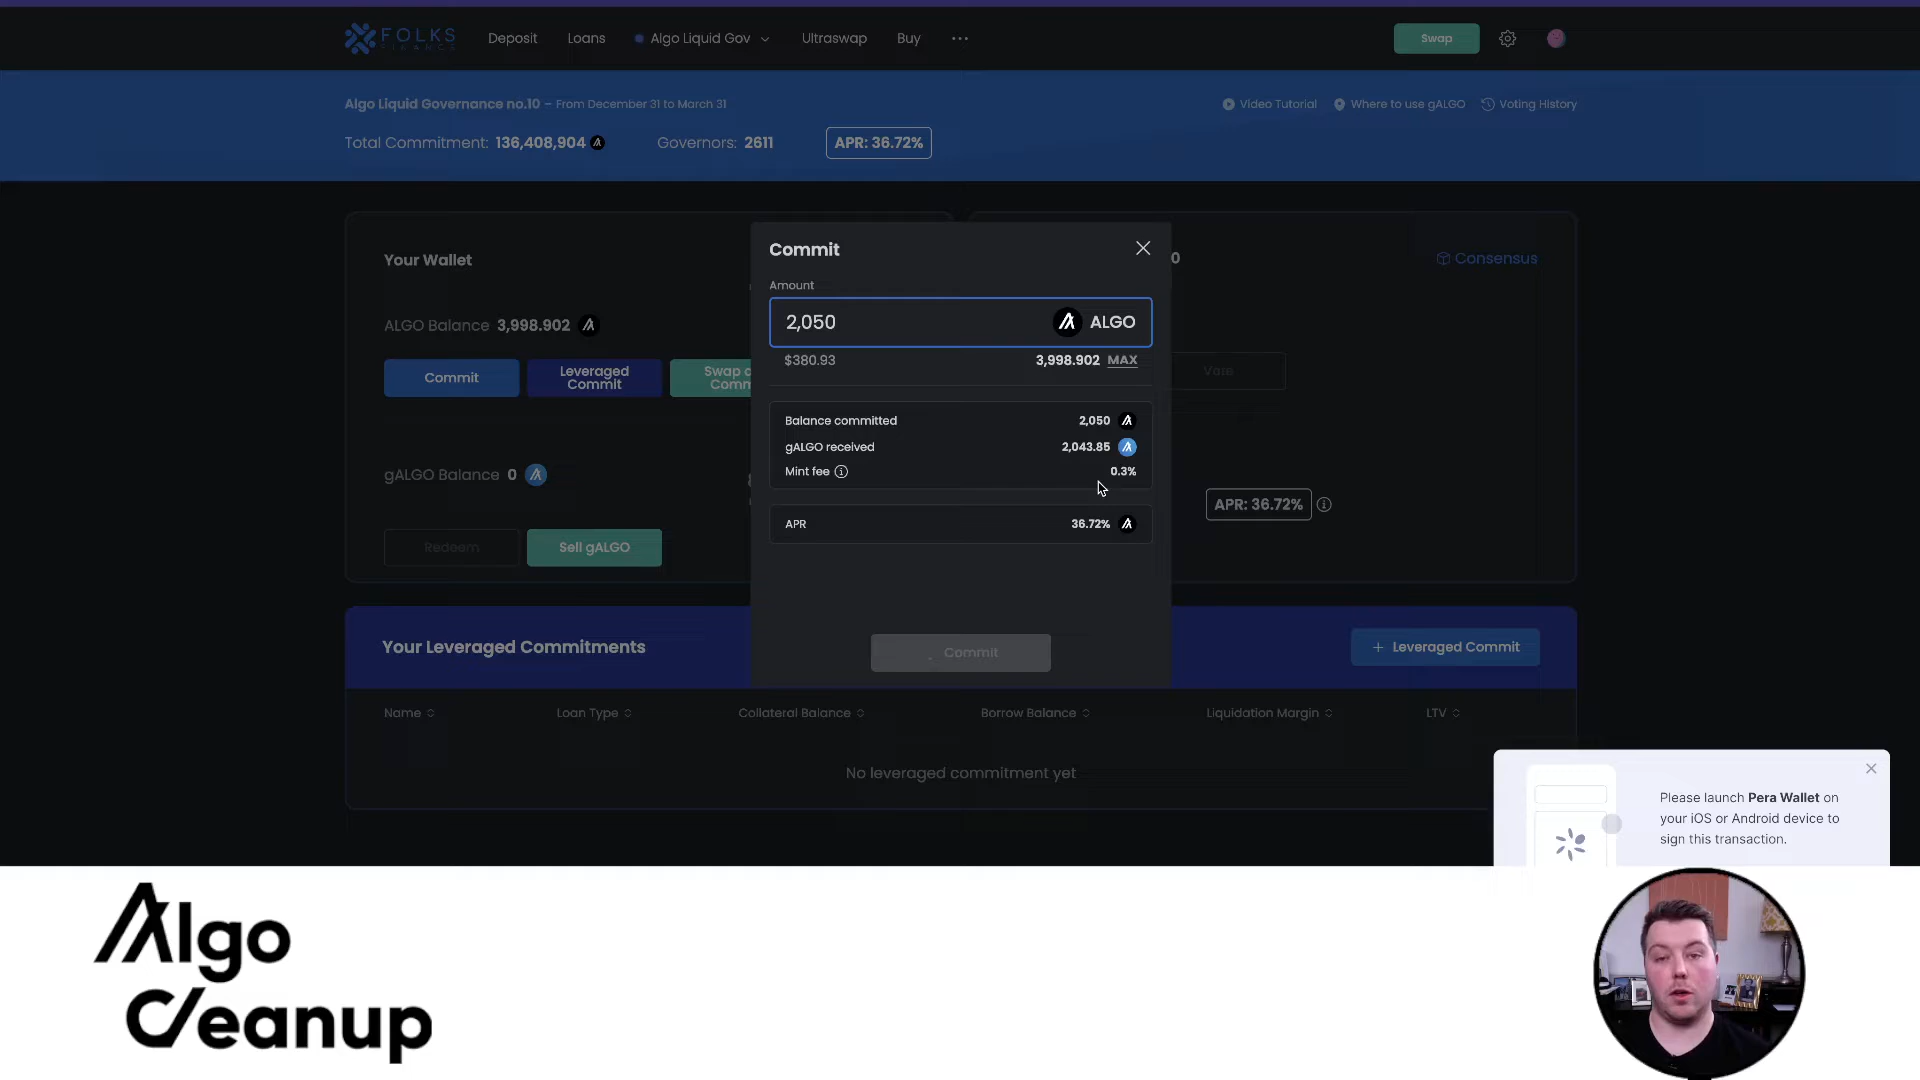 FOLKS
FINANCE
Deposit
Loans
Algo Liquid Gov
Ultraswap
Buy
Swap
Algo Liquid Governance no.10 – From December 31 to March 31
Video Tutorial
Where to use gALGO
Voting History
Total Commitment: 136,408,904
Governors: 2611
APR: 36.72%
Your Wallet
ALGO Balance 3,998.902
Commit
Leveraged
Commit
gALGO Balance 0
Redeem
Sell gALGO
Commit
Amount
2,050
ALGO
$380.93
3,998.902 MAX
Balance committed
2,050
gALGO received
2,043.85
Mint fee
0.3%
APR
36.72%
Commit
0
Consensus
Vote
APR: 36.72%
Your Leveraged Commitments
+ Leveraged Commit
Name
Loan Type
Collateral Balance
Borrow Balance
Liquidation Margin
LTV
No leveraged commitment yet
Please launch Pera Wallet on
your iOS or Android device to
sign this transaction.
Algo
Cleanup